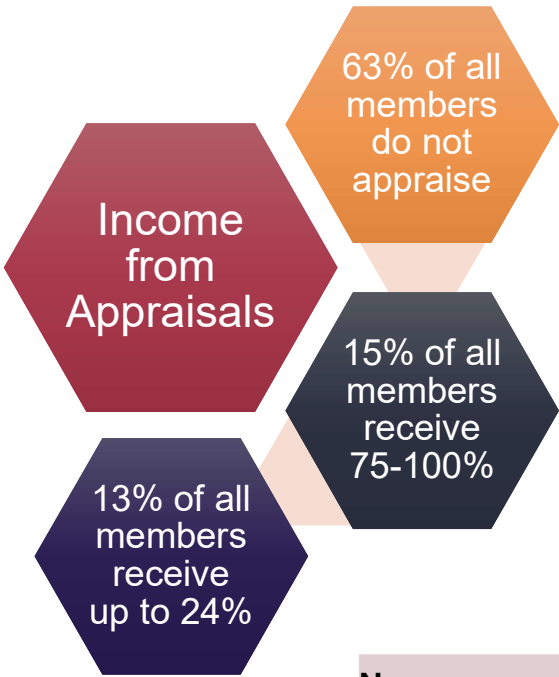 63% of all
members
do not
appraise
Income
from
Appraisals
15% of all
members
receive
75-100%
13% of all
members
receive
up to 24%